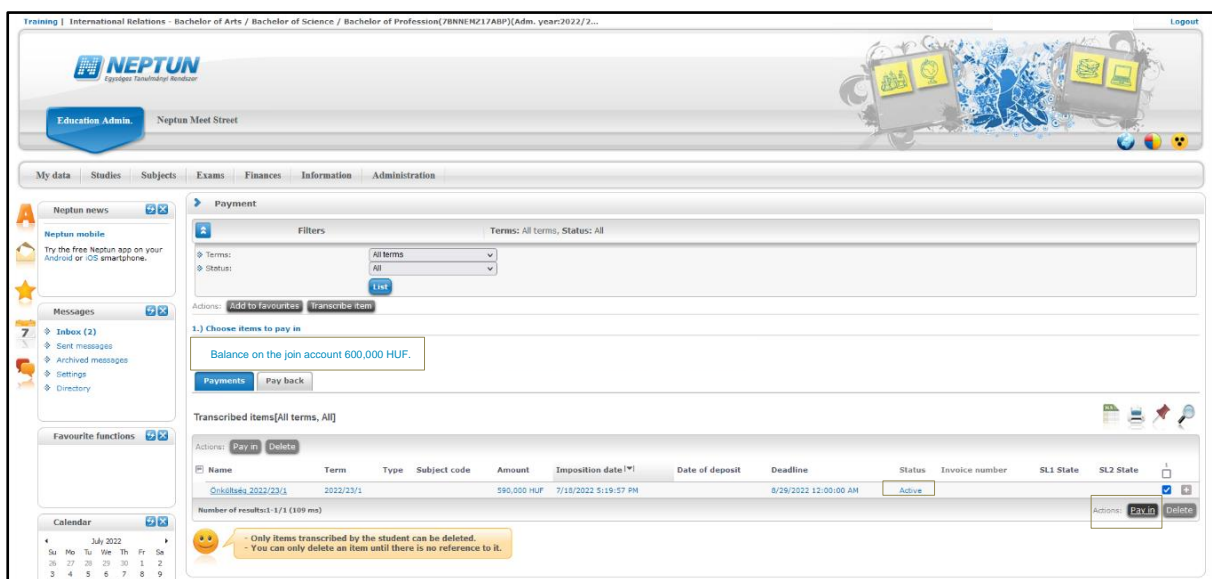 Training | International Relations - Bachelor of Arts / Bachelor of Science / Bachelor of Profession(7BNNEMZ17ABP)(Adm. year:2022/2...
Logout
NEPTUN
Egységes Tanulmányi Rendszer
Education Admin.
Neptun Meet Street
My data
Studies
Subjects
Exams
Finances
Information
Administration
Neptun news
Neptun mobile
Try the free Neptun app on your
Android or iOS smartphone.
Messages
Inbox (2)
Sent messages
Archived messages
Settings
Directory
7
Favourite functions
Calendar
July 2022
Su Mo Tu We Th Fr Sa
26 27 28 29 30 1 2
3 4 5 6 7 8 9
Payment
Filters
Terms: All terms, Status: All
Terms: All terms
Status: All
List
Actions: Add to favourites Transcribe item
1.) Choose items to pay in
Balance on the join account 600,000 HUF.
Payments
Pay back
Transcribed items[All terms, All]
Actions: Pay in Delete
Name Term Type Subject code Amount Imposition date Date of deposit Deadline Status Invoice number SL1 State SL2 State
Önköltség 2022/23/1 2022/23/1 590,000 HUF 7/18/2022 5:19:57 PM 8/29/2022 12:00:00 AM Active
Number of results:1-1/1 (109 ms)
Actions: Pay in Delete
- Only items transcribed by the student can be deleted.
- You can only delete an item until there is no reference to it.